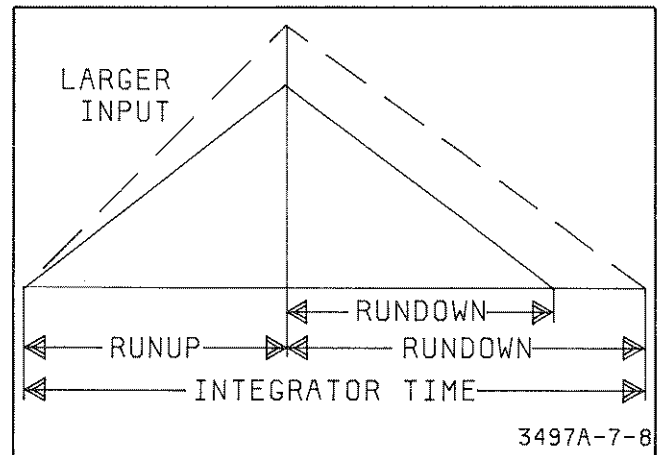 LARGER
INPUT
RUNDOWN
RUNUP RUNDOWN
INTEGRATOR TIME
3497A-7-8